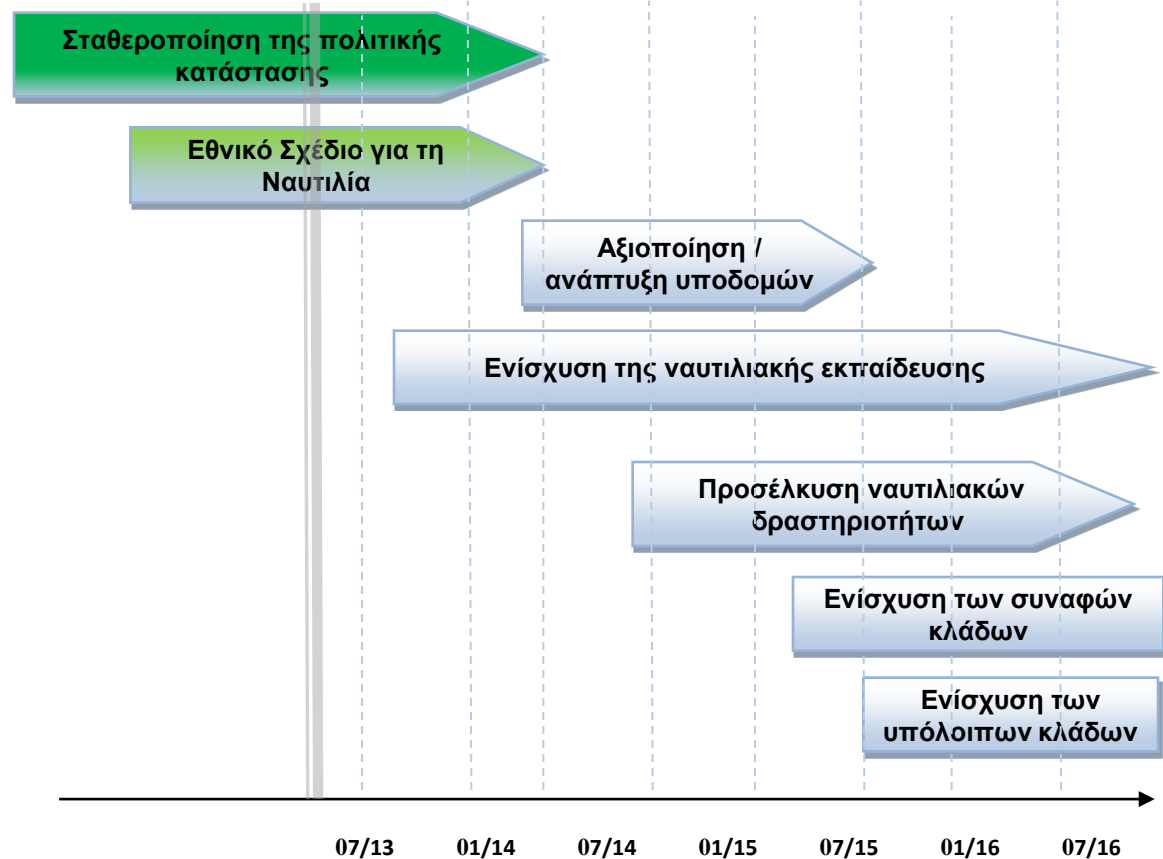 Σταθεροποίηση της πολιτικής
κατάστασης
Εθνικό Σχέδιο για τη
Ναυτιλία
Αξιοποίηση /
ανάπτυξη υποδομών
Ενίσχυση της ναυτιλιακής εκπαίδευσης
Προσέλκυση ναυτιλιακών
δραστηριοτήτων
Ενίσχυση των συναφών
κλάδων
Ενίσχυση των
υπόλοιπων κλάδων
07/13 01/14 07/14 01/15 07/15 01/16 07/16